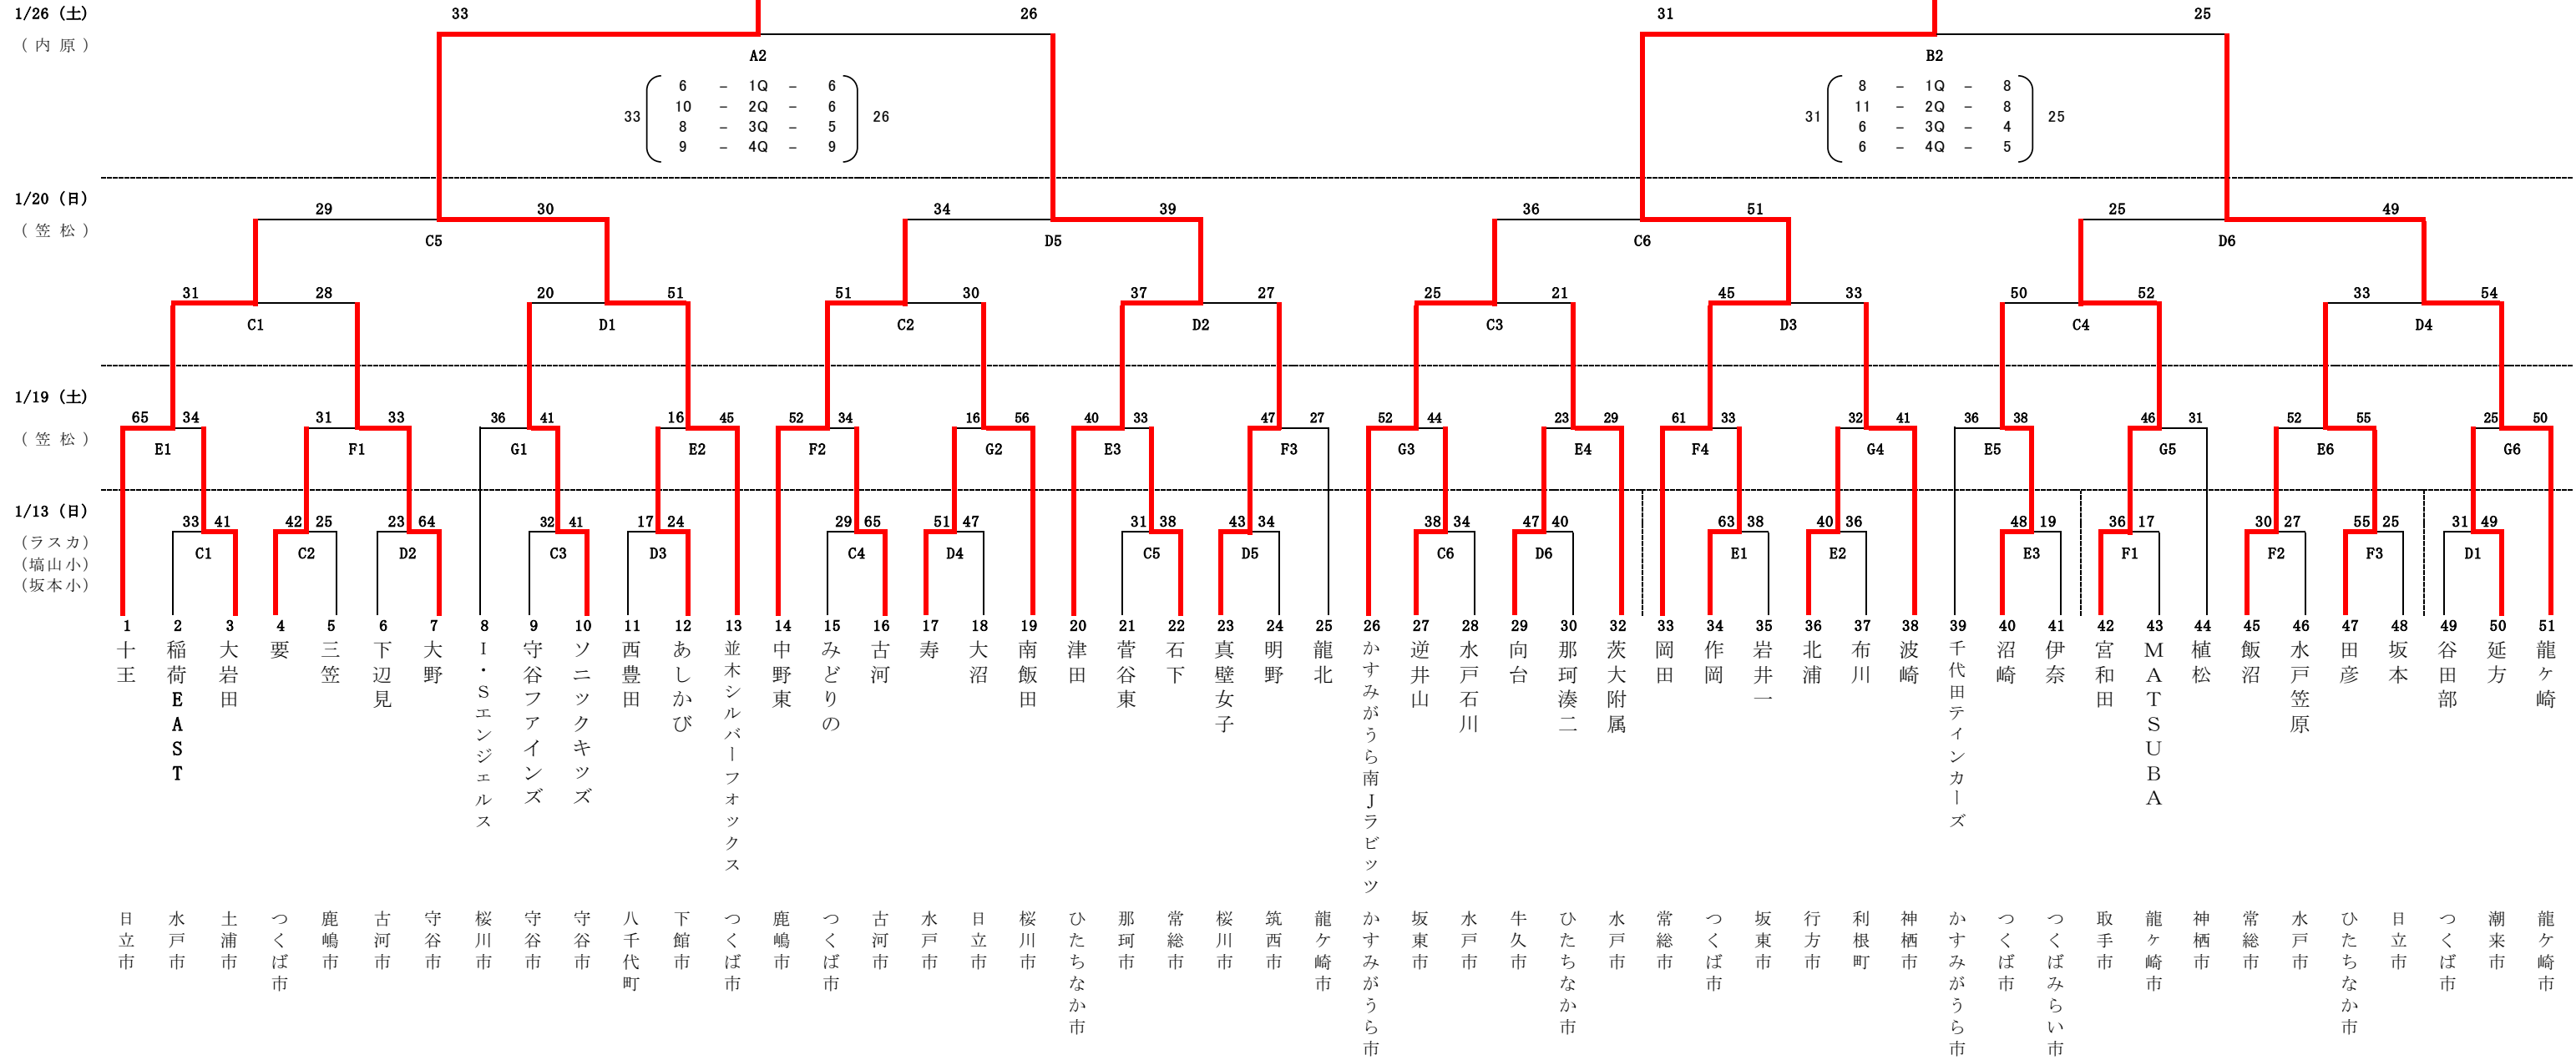 1/26 (土) 33 26 31 25
(内原)
A2 B2
6 － 1Q － 6 8 － 1Q － 8
10 － 2Q － 6 11 － 2Q － 8
33 26 31 25
8 － 3Q － 5 6 － 3Q － 4
9 － 4Q － 9 6 － 4Q － 5
1/20 (日) 29 30 34 39 36 51 25 49
(笠松)
C5 D5 C6 D6
31 28 20 51 51 30 37 27 25 21 45 33 50 52 33 54
C1 D1 C2 D2 C3 D3 C4 D4
1/19 (土)
65 34 31 33 36 41 16 45 52 34 16 56 40 33 47 27 52 44 23 29 61 33 32 41 36 38 46 31 52 55 25 50
(笠松)
E1 F1 G1 E2 F2 G2 E3 F3 G3 E4 F4 G4 E5 G5 E6 G6
1/13 (日)
33 41 42 25 23 64 32 41 17 24 29 65 51 47 31 38 43 34 38 34 47 40 63 38 40 36 48 19 36 17 30 27 55 25 31 49
(ラスカ)
C1 C2 D2 C3 D3 C4 D4 C5 D5 C6 D6 E1 E2 E3 F1 F2 F3 D1
(塙山小)
(坂本小)
1 2 3 4 5 6 7 8 9 10 11 12 13 14 15 16 17 18 19 20 21 22 23 24 25 26 27 28 29 30 31 32 33 34 35 36 37 38 39 40 41 42 43 44 45 46 47 48 49 50 51
十王
稲荷EAST
大岩田
要
三笠
下辺見
大野
I・Sエンジェルス
守谷ファインズ
ソニックキッズ
西豊田
あしかび
並木シルバーフォックス
中野東
みどりの
古河
寿
大沼
南飯田
津田
菅谷東
石下
真壁女子
明野
龍北
かすみがうら南Jラビッツ
逆井山
水戸石川
向台
那珂湊二
茨大附属
岡田
作岡
岩井一
北浦
布川
波崎
千代田ティンカーズ
沼崎
伊奈
宮和田
MATSUBA
植松
飯沼
水戸笠原
田彦
坂本
谷田部
延方
龍ヶ崎
日立市
水戸市
土浦市
つくば市
鹿嶋市
古河市
守谷市
桜川市
守谷市
守谷市
八千代町
下館市
つくば市
鹿嶋市
つくば市
古河市
水戸市
日立市
桜川市
ひたちなか市
那珂市
常総市
桜川市
筑西市
龍ケ崎市
かすみがうら市
坂東市
水戸市
牛久市
ひたちなか市
水戸市
常総市
つくば市
坂東市
行方市
利根町
神栖市
かすみがうら市
つくば市
つくばみらい市
取手市
龍ヶ崎市
神栖市
常総市
水戸市
ひたちなか市
日立市
つくば市
潮来市
龍ケ崎市